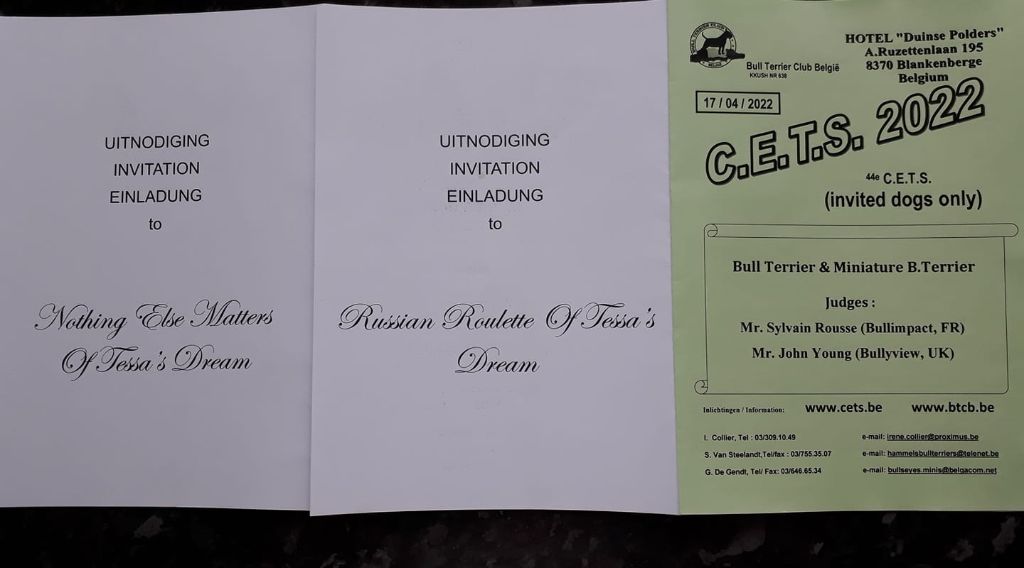 UITNODIGING
INVITATION
EINLADUNG
to
Nothing Else Matters
Of Tessa's Dream
UITNODIGING
INVITATION
EINLADUNG
to
Russian Roulette Of Tessa's
Dream
Bull Terrier Club België
KKUSH NR 638
HOTEL "Duinse Polders"
A.Ruzettenlaan 195
8370 Blankenberge
Belgium
17 / 04 / 2022
C.E.T.S. 2022
44e C.E.T.S.
(invited dogs only)
Bull Terrier & Miniature B.Terrier
Judges :
Mr. Sylvain Rousse (Bullimpact, FR)
Mr. John Young (Bullyview, UK)
Inlichtingen / Information: www.cets.be www.btcb.be
I. Collier, Tel : 03/309.10.49 e-mail: irene.collier@proximus.be
S. Van Steelandt,Tel/fax : 03/755.35.07 e-mail: hammelsbullterriers@telenet.be
G. De Gendt, Tel/ Fax: 03/646.65.34 e-mail: bullseyes.minis@belgacom.net